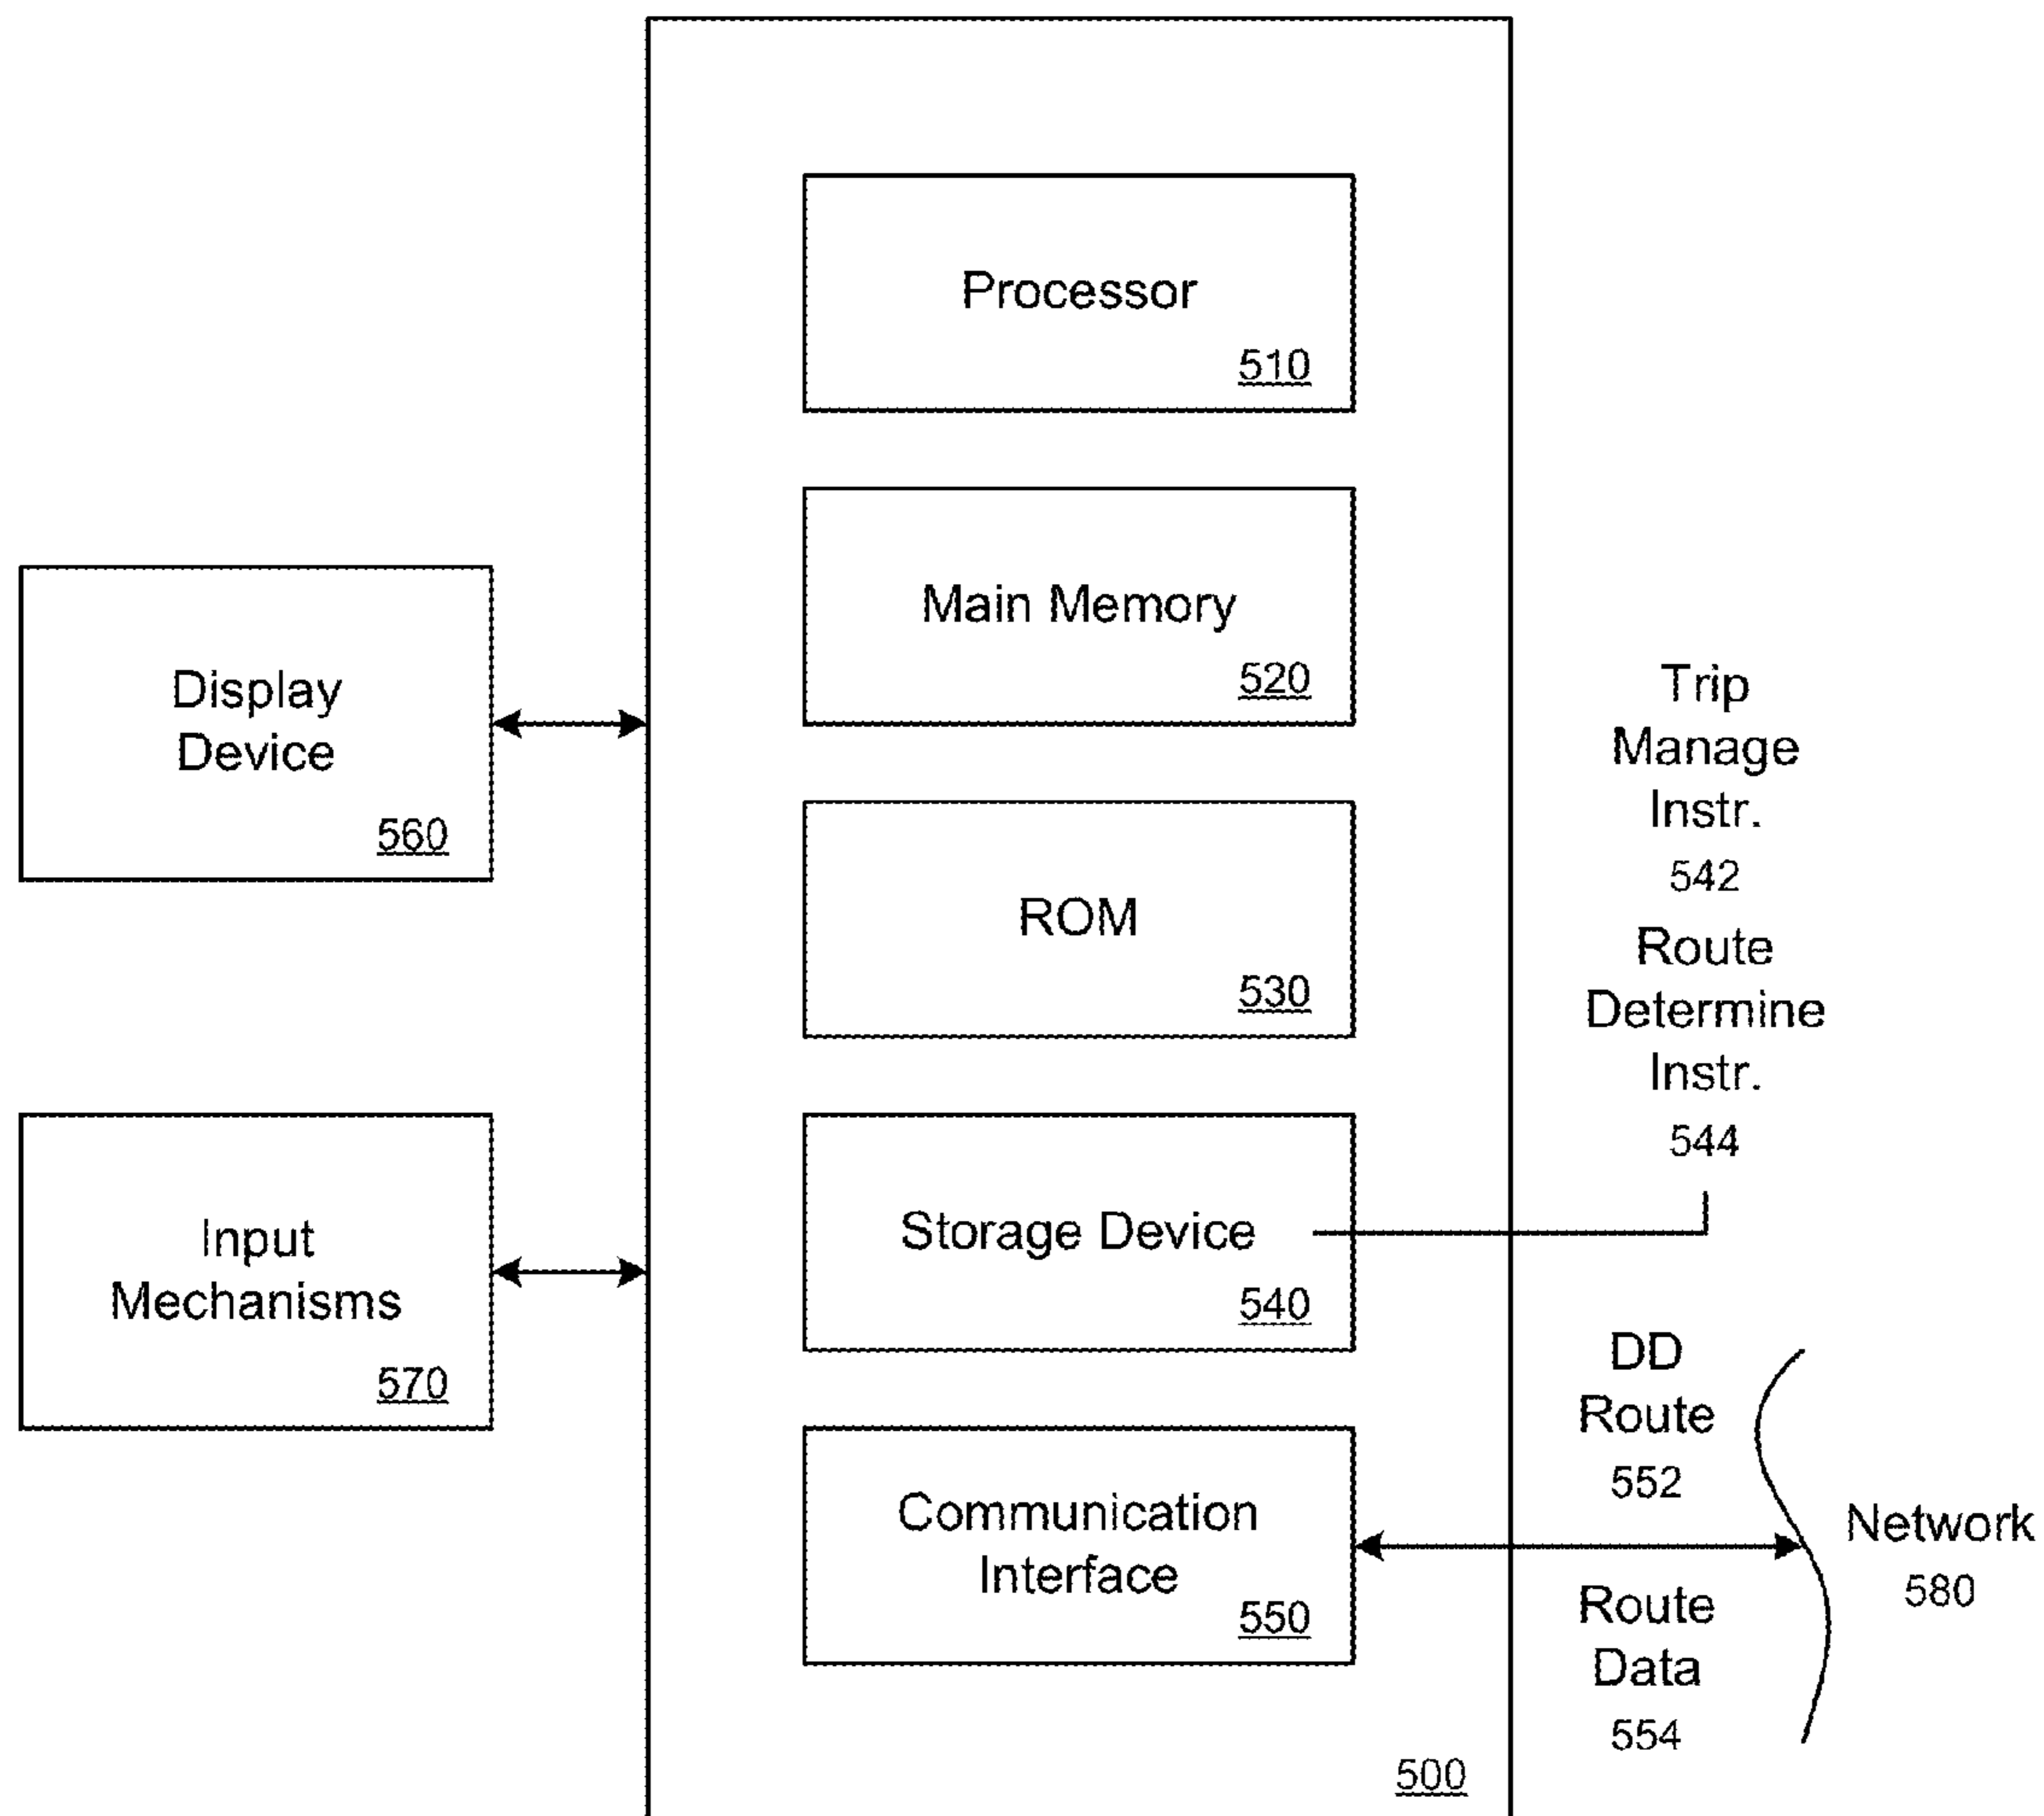 Processor
510
Main Memory
520
ROM
530
Storage Device
540
Communication
Interface
550
500
Display
Device
560
Input
Mechanisms
570
Trip
Manage
Instr.
542
Route
Determine
Instr.
544
DD
Route
552
Route
Data
554
Network
580